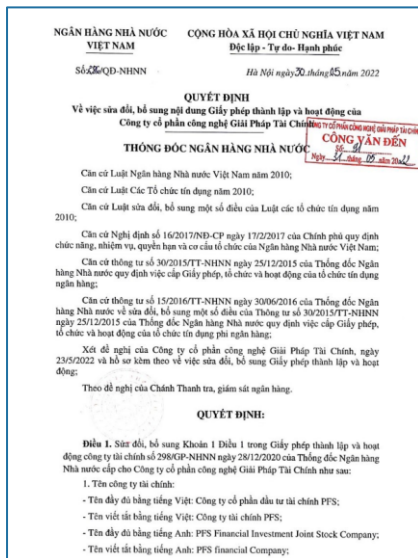 NGÂN HÀNG NHÀ NƯỚC
VIỆT NAM
CỘNG HÒA XÃ HỘI CHỦ NGHĨA VIỆT NAM
Độc lập - Tự do- Hạnh phúc
/QĐ-NHNN
Hà Nội ngày 30 tháng 05 năm 2022
QUYẾT ĐỊNH
Về việc sửa đổi, bổ sung nội dung Giấy phép thành lập và hoạt động của
Công ty cổ phần công nghệ Giải Pháp Tài Chính
CÔNG TY CỔ PHẦN CÔNG NGHỆ GIẢI PHÁP TÀI CHÍNH
CÔNG VĂN ĐẾN
Số: 31
Ngày 31 tháng 05 năm 2022
THỐNG ĐỐC NGÂN HÀNG NHÀ NƯỚC
Căn cứ Luật Ngân hàng Nhà nước Việt Nam năm 2010;
Căn cứ Luật Các Tổ chức tín dụng năm 2010;
Căn cứ Luật sửa đổi, bổ sung một số điều của Luật các tổ chức tín dụng năm
2010;
Căn cứ Nghị định số 16/2017/NĐ-CP ngày 17/2/2017 của Chính phủ quy định
chức năng, nhiệm vụ, quyền hạn và cơ cấu tổ chức của Ngân hàng Nhà nước Việt Nam;
Căn cứ thông tư số 30/2015/TT-NHNN ngày 25/12/2015 của Thống đốc Ngân
hàng Nhà nước quy định việc cấp Giấy phép, tổ chức và hoạt động của tổ chức tín dụng
ngân hàng;
Căn cứ thông tư số 15/2016/TT-NHNN ngày 30/06/2016 của Thống đốc Ngân
hàng Nhà nước về sửa đổi, bổ sung một số điều của Thông tư số 30/2015/TT-NHNN
ngày 25/12/2015 của Thống đốc Ngân hàng Nhà nước quy định việc cấp Giấy phép,
tổ chức và hoạt động của tổ chức tín dụng phi ngân hàng;
Xét đề nghị của Công ty cổ phần công nghệ Giải Pháp Tài Chính, ngày
23/5/2022 và hồ sơ kèm theo về việc sửa đổi, bổ sung Giấy phép thành lập và hoạt
động;
Theo đề nghị của Chánh Thanh tra, giám sát ngân hàng.
QUYẾT ĐỊNH:
Điều 1. Sửa đổi, bổ sung Khoản 1 Điều 1 trong Giấy phép thành lập và hoạt
động công ty tài chính số 298/GP-NHNN ngày 28/12/2020 của Thống đốc Ngân hàng
Nhà nước cấp cho Công ty cổ phần công nghệ Giải Pháp Tài Chính như sau:
1. Tên công ty tài chính:
- Tên đầy đủ bằng tiếng Việt: Công ty cổ phần đầu tư tài chính PFS;
- Tên viết tắt bằng tiếng Việt: Công ty tài chính PFS;
- Tên đầy đủ bằng tiếng Anh: PFS Financial Investment Joint Stock Company;
- Tên viết tắt bằng tiếng Anh: PFS financial Company;